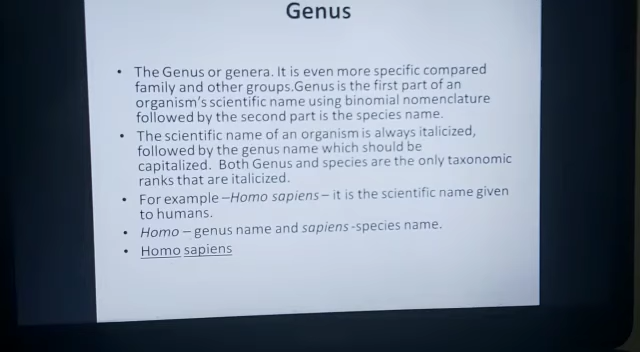 Genus
• The Genus or genera. It is even more specific compared
family and other groups.Genus is the first part of an
organism's scientific name using binomial nomenclature
followed by the second part is the species name.
• The scientific name of an organism is always italicized,
followed by the genus name which should be
capitalized. Both Genus and species are the only taxonomic
ranks that are italicized.
• For example –Homo sapiens – it is the scientific name given
to humans.
• Homo – genus name and sapiens -species name.
• Homo sapiens